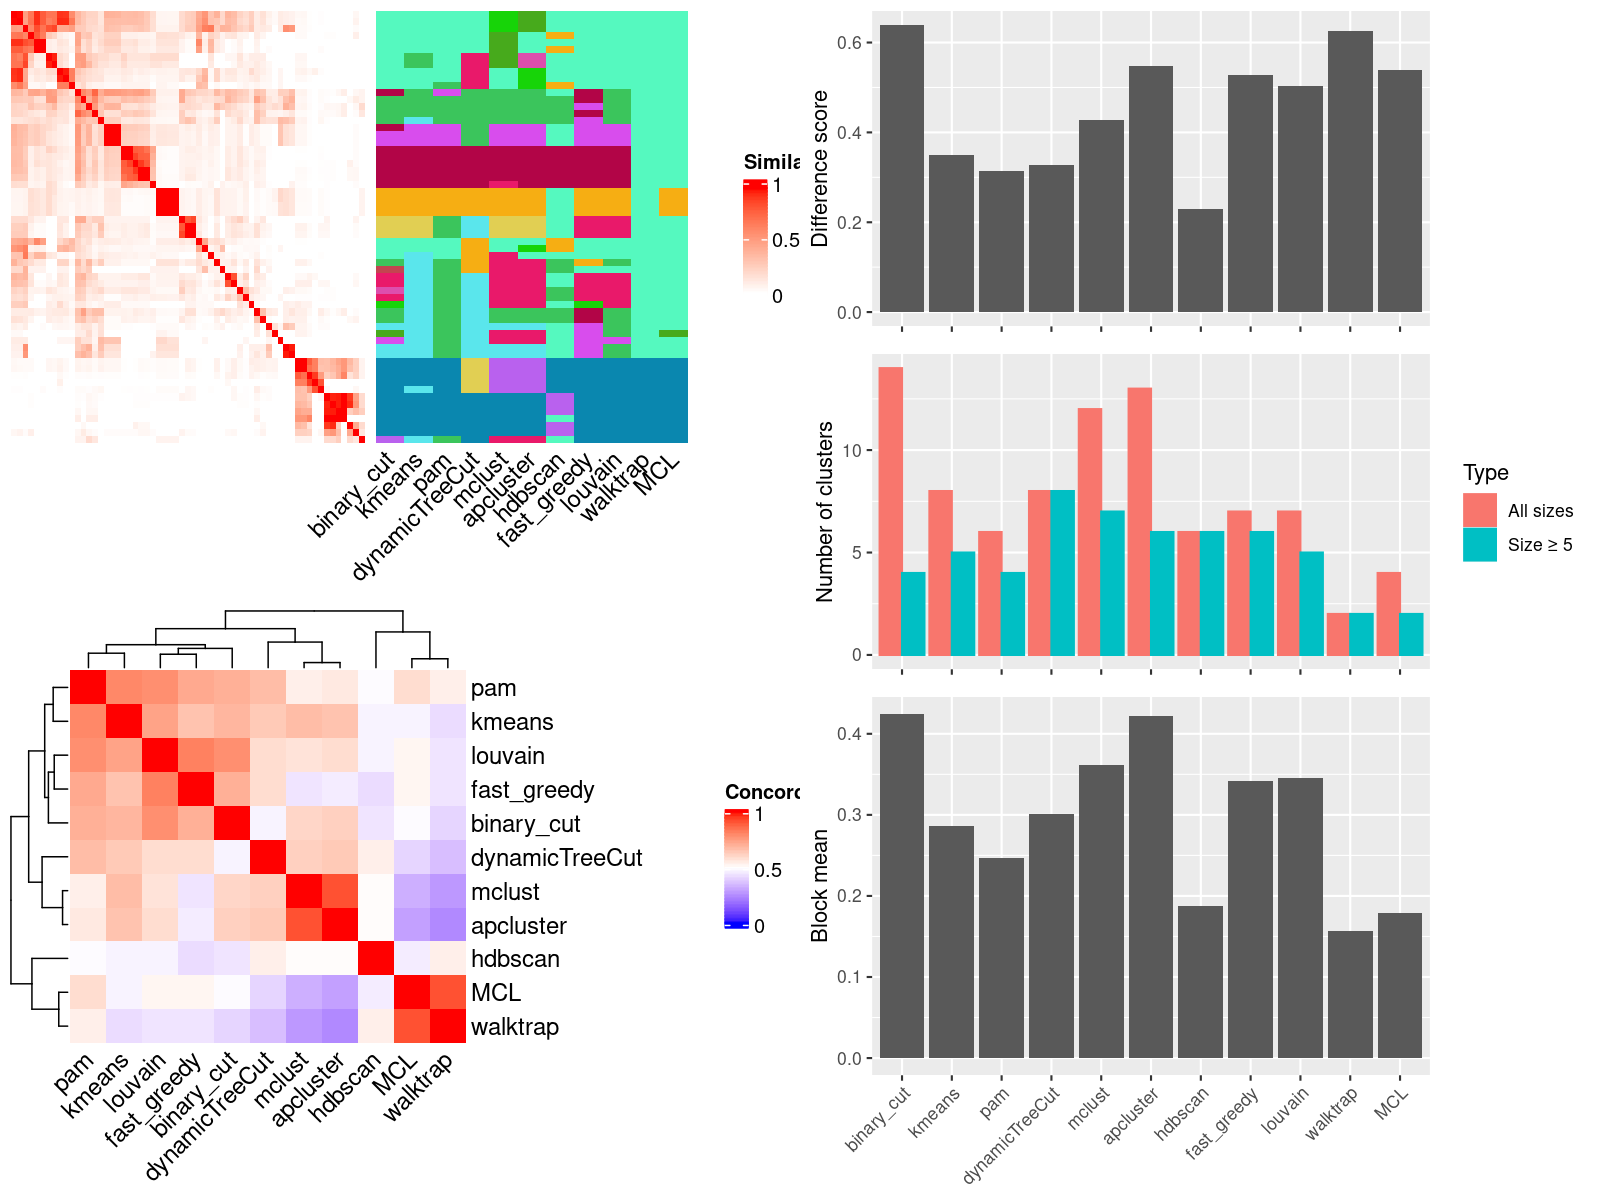 Simila
1
0.5
0
binary_cut
kmeans
pam
dynamicTreeCut
mclust
apcluster
hdbscan
fast_greedy
louvain
walktrap
MCL
pam
kmeans
louvain
fast_greedy
binary_cut
dynamicTreeCut
mclust
apcluster
hdbscan
MCL
walktrap
Concord
1
0.5
0
pam
kmeans
louvain
fast_greedy
binary_cut
dynamicTreeCut
mclust
apcluster
hdbscan
MCL
walktrap
Difference score
0.6
0.4
0.2
0.0
Number of clusters
10
5
0
Type
All sizes
Size ≥ 5
Block mean
0.4
0.3
0.2
0.1
0.0
binary_cut
kmeans
pam
dynamicTreeCut
mclust
apcluster
hdbscan
fast_greedy
louvain
walktrap
MCL